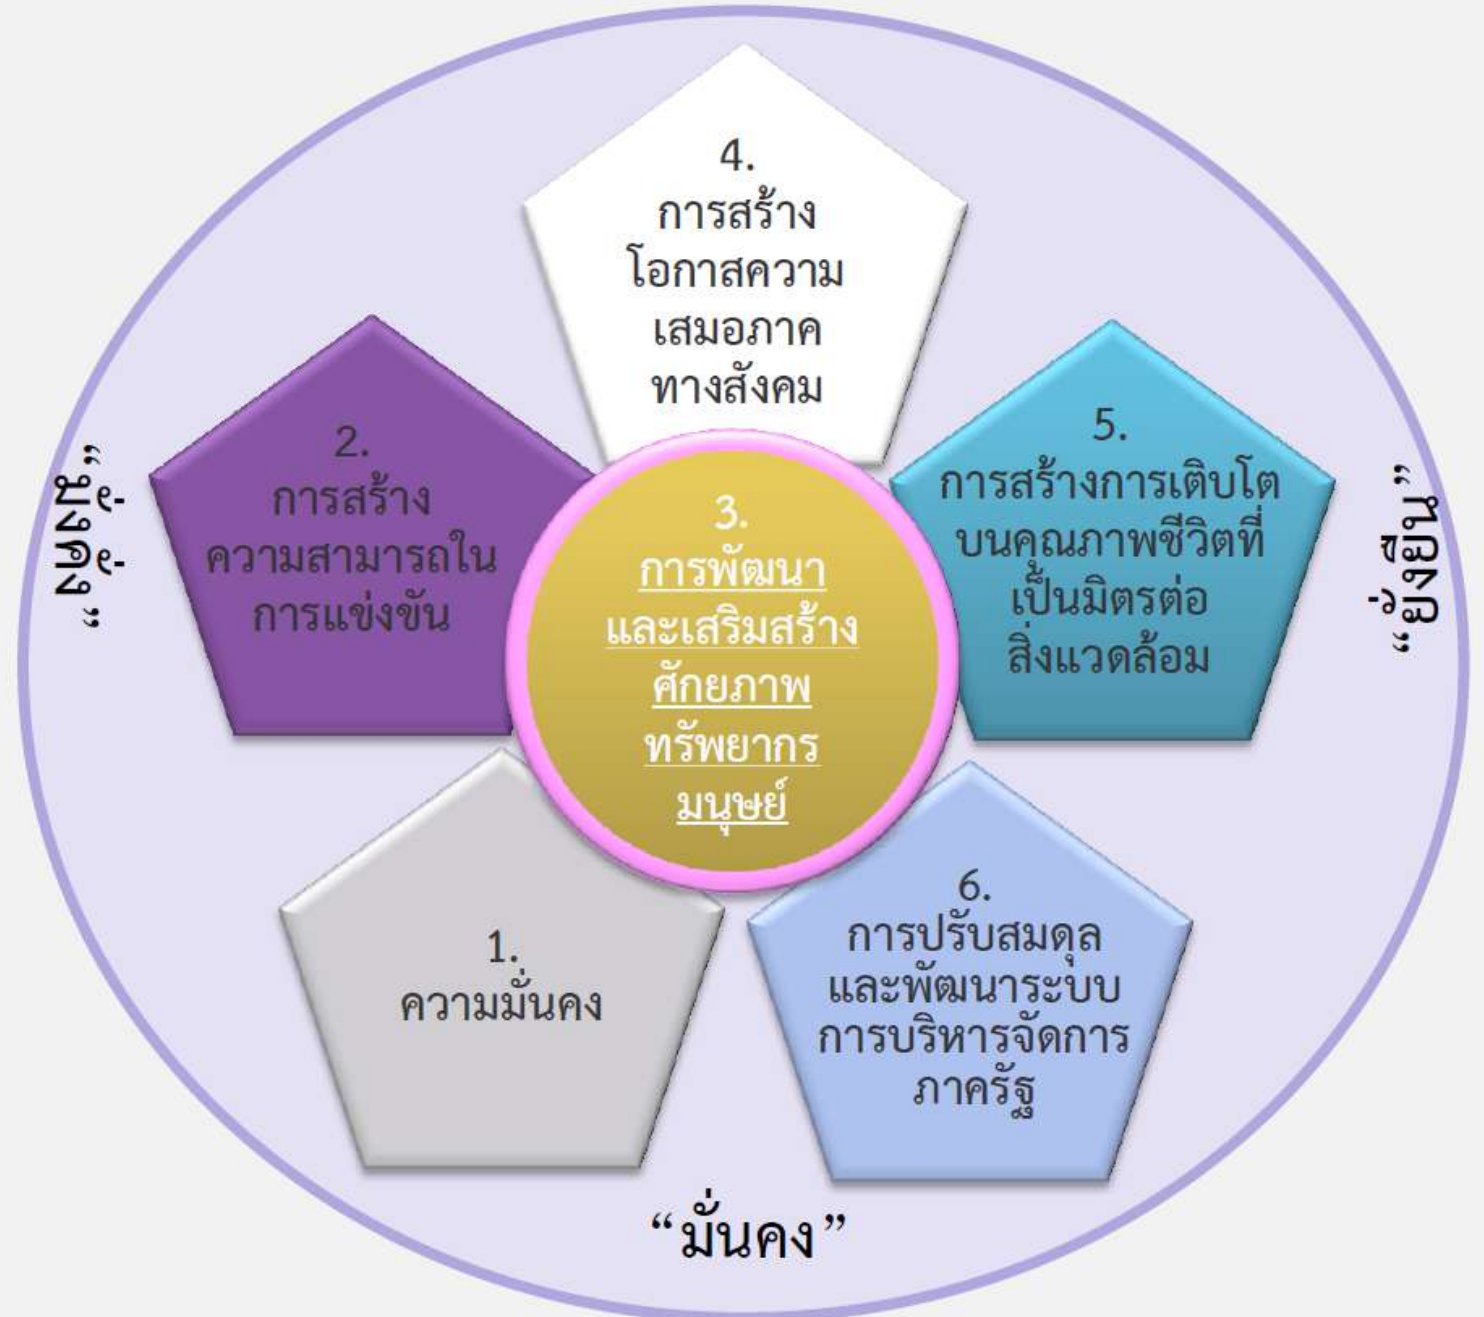 4.
การสร้าง
โอกาสความ
เสมอภาค
ทางสังคม
2.
การสร้าง
ความสามารถใน
การแข่งขัน
5.
การสร้างการเติบโต
บนคุณภาพชีวิตที่
เป็นมิตรต่อ
สิ่งแวดล้อม
3.
การพัฒนา
และเสริมสร้าง
ศักยภาพ
ทรัพยากร
มนุษย์
1.
ความมั่นคง
6.
การปรับสมดุล
และพัฒนาระบบ
การบริหารจัดการ
ภาครัฐ
“มั่งคั่ง”
“ยั่งยืน”
“มั่นคง”